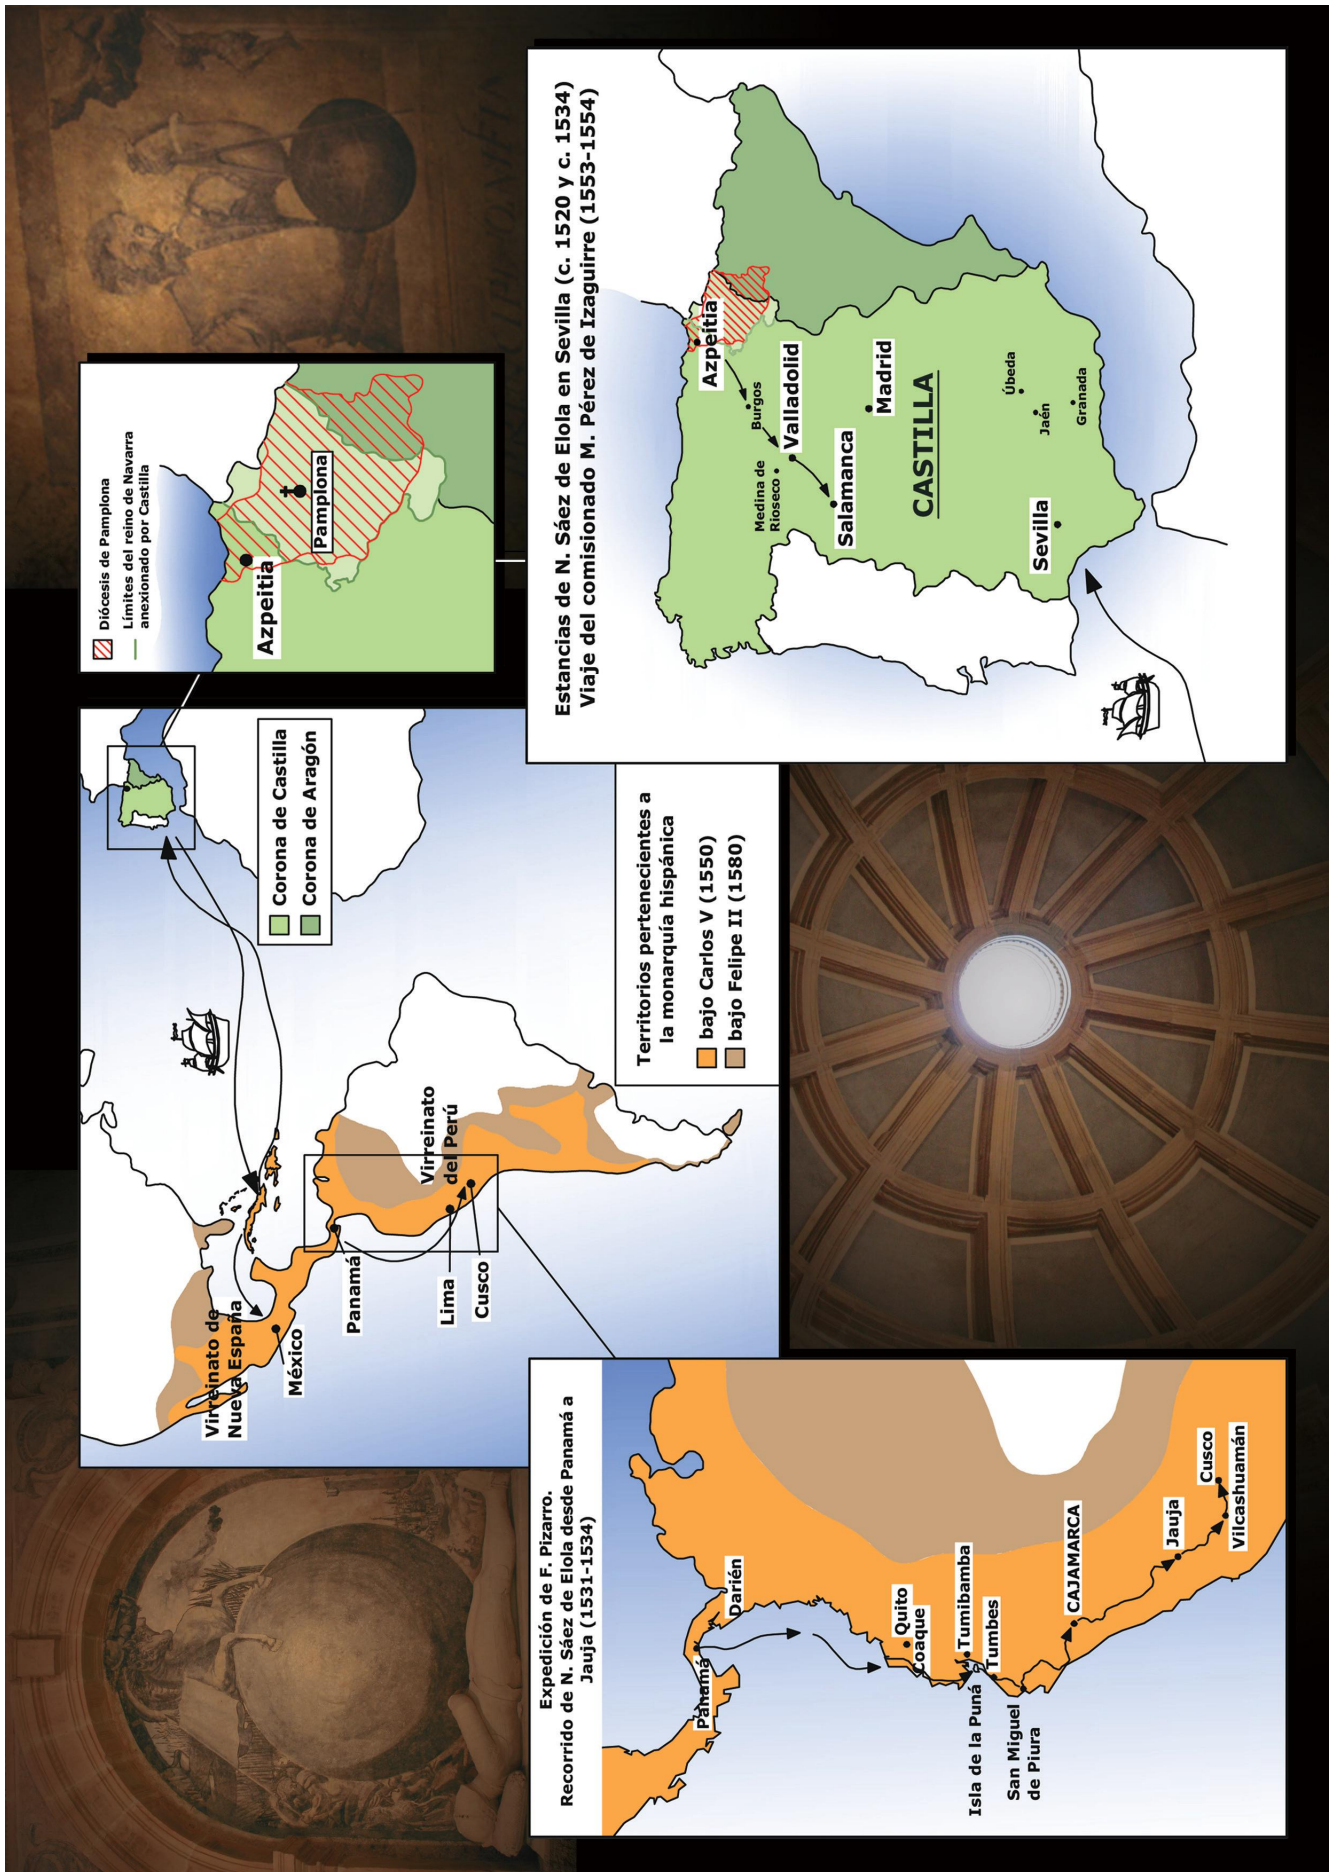 Virreinato de
Nueva España
México
Panamá
Lima
Cusco
Virreinato
del Perú
Corona de Castilla
Corona de Aragón
Territorios pertenecientes a
la monarquía hispánica
bajo Carlos V (1550)
bajo Felipe II (1580)
Diócesis de Pamplona
Límites del reino de Navarra
anexionado por Castilla
Azpeitia
Pamplona
Expedición de F. Pizarro.
Recorrido de N. Sáez de Elola desde Panamá a
Jauja (1531-1534)
Panamá
Darién
Quito
Coaque
Isla de la Puná
Tumibamba
Tumbes
San Miguel
de Piura
CAJAMARCA
Jauja
Cusco
Vilcashuamán
Estancias de N. Sáez de Elola en Sevilla (c. 1520 y c. 1534)
Viaje del comisionado M. Pérez de Izaguirre (1553-1554)
Azpeitia
Burgos
Medina de
Rioseco
Valladolid
Salamanca
Madrid
CASTILLA
Úbeda
Jaén
Granada
Sevilla